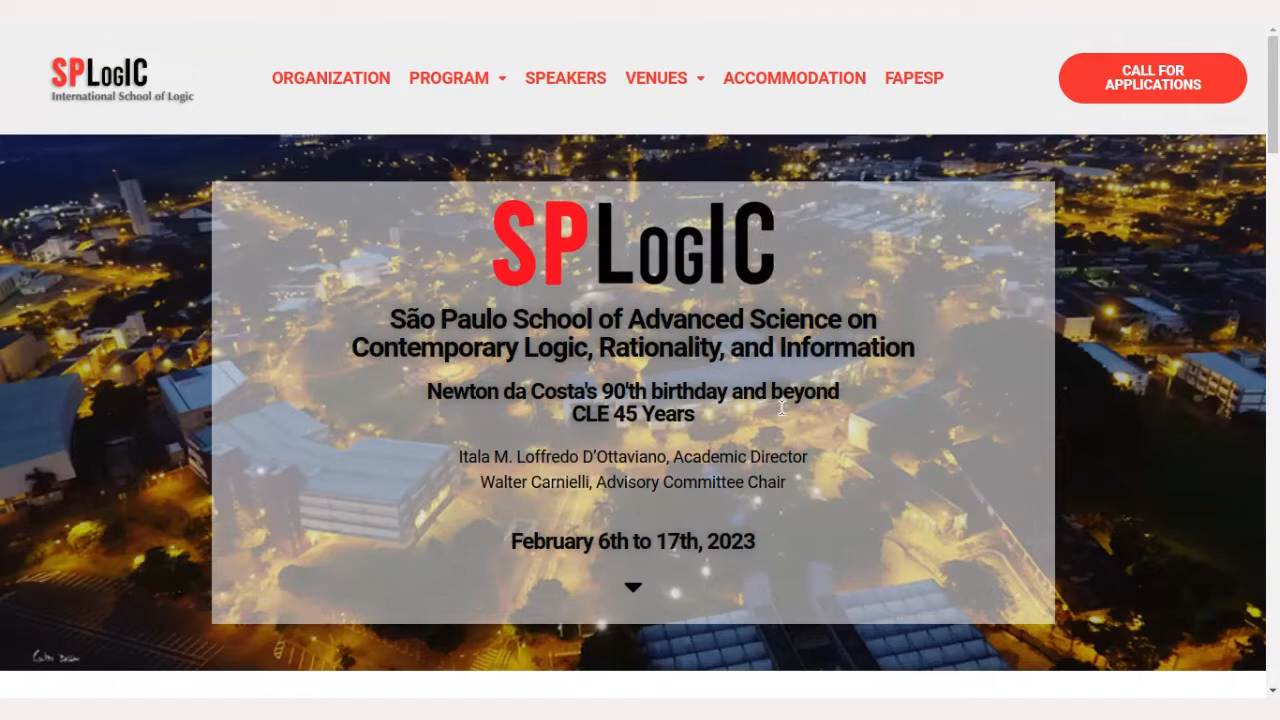 SPLogIC
International School of Logic
ORGANIZATION PROGRAM SPEAKERS VENUES ACCOMMODATION FAPESP
CALL FOR
APPLICATIONS
SPLogIC
São Paulo School of Advanced Science on
Contemporary Logic, Rationality, and Information
Newton da Costa's 90'th birthday and beyond
CLE 45 Years
Itala M. Loffredo D’Ottaviano, Academic Director
Walter Carnielli, Advisory Committee Chair
February 6th to 17th, 2023